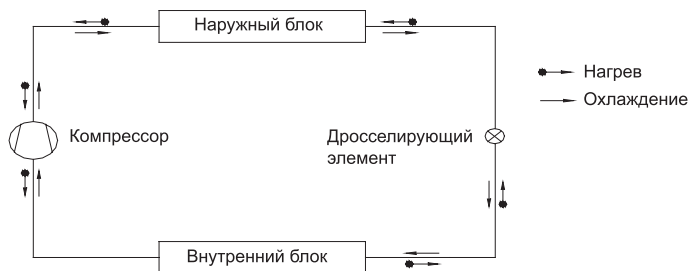 Наружный блок
Нагрев
Охлаждение
Компрессор
Дросселирующий
элемент
Внутренний блок